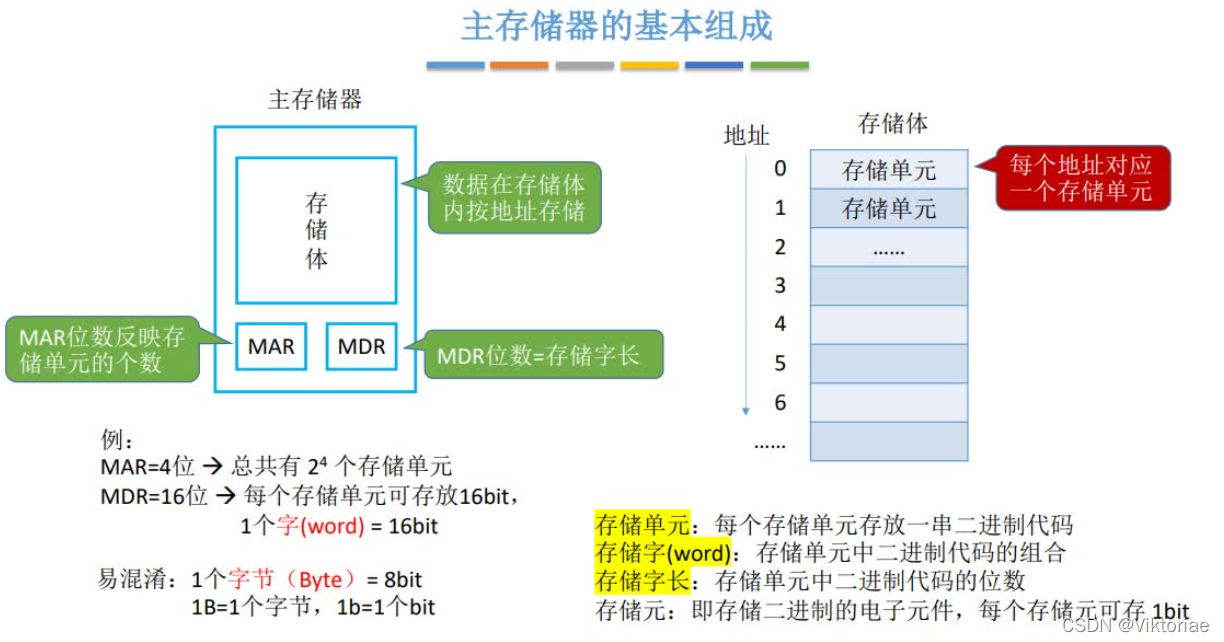 主存储器的基本组成
主存储器
存
储
体
数据在存储体
内按地址存储
MAR
MDR
MAR位数反映存
储单元的个数
MDR位数=存储字长
地址
存储体
0
存储单元
1
存储单元
2
……
3
4
5
6
……
每个地址对应
一个存储单元
例：
MAR=4位 → 总共有 2⁴ 个存储单元
MDR=16位 → 每个存储单元可存放16bit，
1个字(word) = 16bit
易混淆：1个字节（Byte）= 8bit
1B=1个字节，1b=1个bit
存储单元：每个存储单元存放一串二进制代码
存储字(word)：存储单元中二进制代码的组合
存储字长：存储单元中二进制代码的位数
存储元：即存储二进制的电子元件，每个存储元可存 1bit
CSDN @Viktoriae